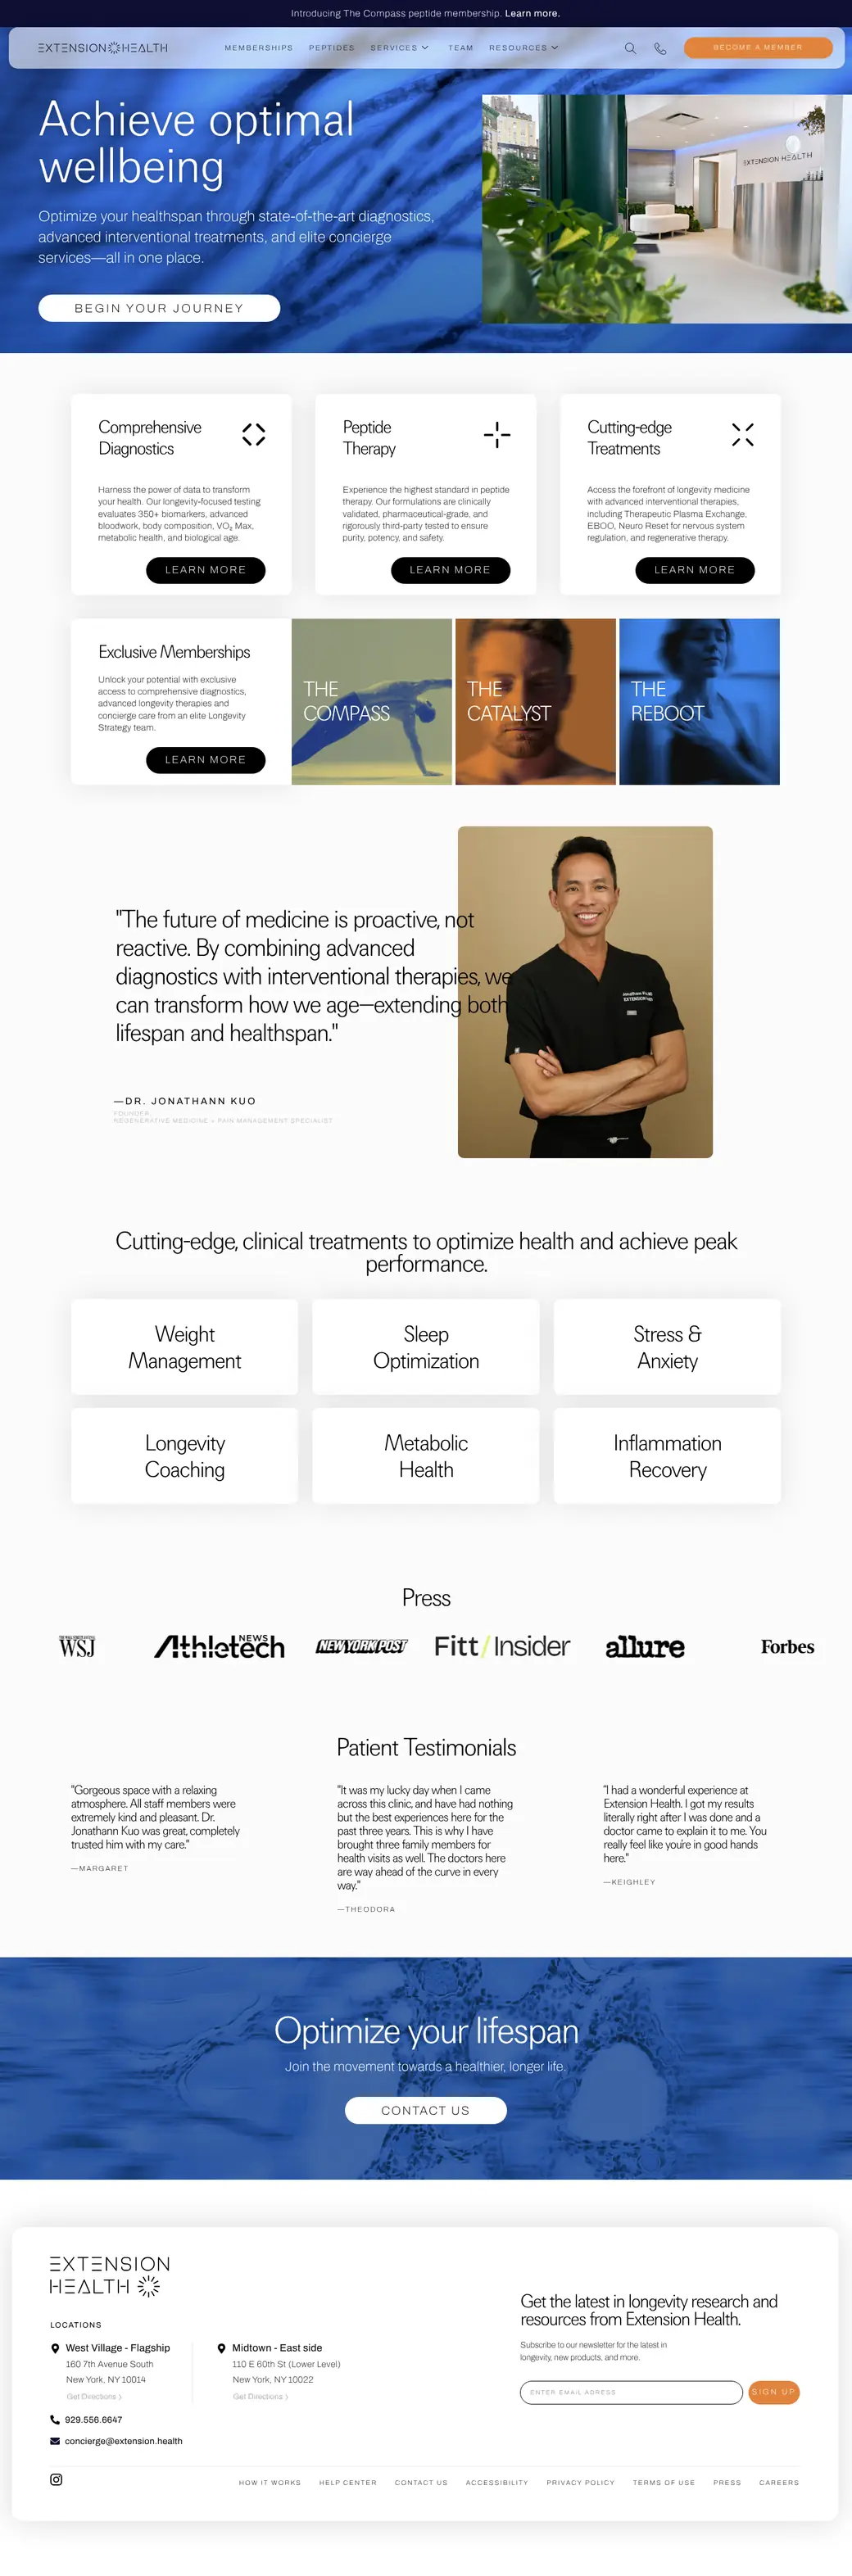 Introducing The Compass peptide membership. Learn more.
EXTENSION HEALTH
MEMBERSHIPS PEPTIDES SERVICES TEAM RESOURCES
BECOME A MEMBER
Achieve optimal
wellbeing
Optimize your healthspan through state-of-the-art diagnostics,
advanced interventional treatments, and elite concierge
services—all in one place.
BEGIN YOUR JOURNEY
EXTENSION HEALTH
Comprehensive
Diagnostics
Harness the power of data to transform
your health. Our longevity-focused testing
evaluates 350+ biomarkers, advanced
bloodwork, body composition, VO₂ Max,
metabolic health, and biological age.
LEARN MORE
Peptide
Therapy
Experience the highest standard in peptide
therapy. Our formulations are clinically
validated, pharmaceutical-grade, and
rigorously third-party tested to ensure
purity, potency, and safety.
LEARN MORE
Cutting-edge
Treatments
Access the forefront of longevity medicine
with advanced interventional therapies,
including Therapeutic Plasma Exchange,
EBOO, Neuro Reset for nervous system
regulation, and regenerative therapy.
LEARN MORE
Exclusive Memberships
Unlock your potential with exclusive
access to comprehensive diagnostics,
advanced longevity therapies and
concierge care from an elite Longevity
Strategy team.
LEARN MORE
THE
COMPASS
THE
CATALYST
THE
REBOOT
"The future of medicine is proactive, not
reactive. By combining advanced
diagnostics with interventional therapies, we
can transform how we age—extending both
lifespan and healthspan."
—DR. JONATHANN KUO
FOUNDER,
REGENERATIVE MEDICINE + PAIN MANAGEMENT SPECIALIST
Cutting-edge, clinical treatments to optimize health and achieve peak
performance.
Weight
Management
Sleep
Optimization
Stress &
Anxiety
Longevity
Coaching
Metabolic
Health
Inflammation
Recovery
Press
THE WALL STREET JOURNAL
WSJ
Athletech
NEWS
NEW YORK POST
Fitt/Insider
allure
Forbes
Patient Testimonials
"Gorgeous space with a relaxing
atmosphere. All staff members were
extremely kind and pleasant. Dr.
Jonathann Kuo was great, completely
trusted him with my care."
—MARGARET
"It was my lucky day when I came
across this clinic, and have had nothing
but the best experiences here for the
past three years. This is why I have
brought three family members for
health visits as well. The doctors here
are way ahead of the curve in every
way."
—THEODORA
"I had a wonderful experience at
Extension Health. I got my results
literally right after I was done and a
doctor came to explain it to me. You
really feel like you're in good hands
here."
—KEIGHLEY
Optimize your lifespan
Join the movement towards a healthier, longer life.
CONTACT US
EXTENSION
HEALTH
LOCATIONS
West Village - Flagship
160 7th Avenue South
New York, NY 10014
Get Directions
Midtown - East side
110 E 60th St (Lower Level)
New York, NY 10022
Get Directions
929.556.6647
concierge@extension.health
Get the latest in longevity research and
resources from Extension Health.
Subscribe to our newsletter for the latest in
longevity, new products, and more.
ENTER EMAIL ADRESS
SIGN UP
HOW IT WORKS HELP CENTER CONTACT US ACCESSIBILITY PRIVACY POLICY TERMS OF USE PRESS CAREERS